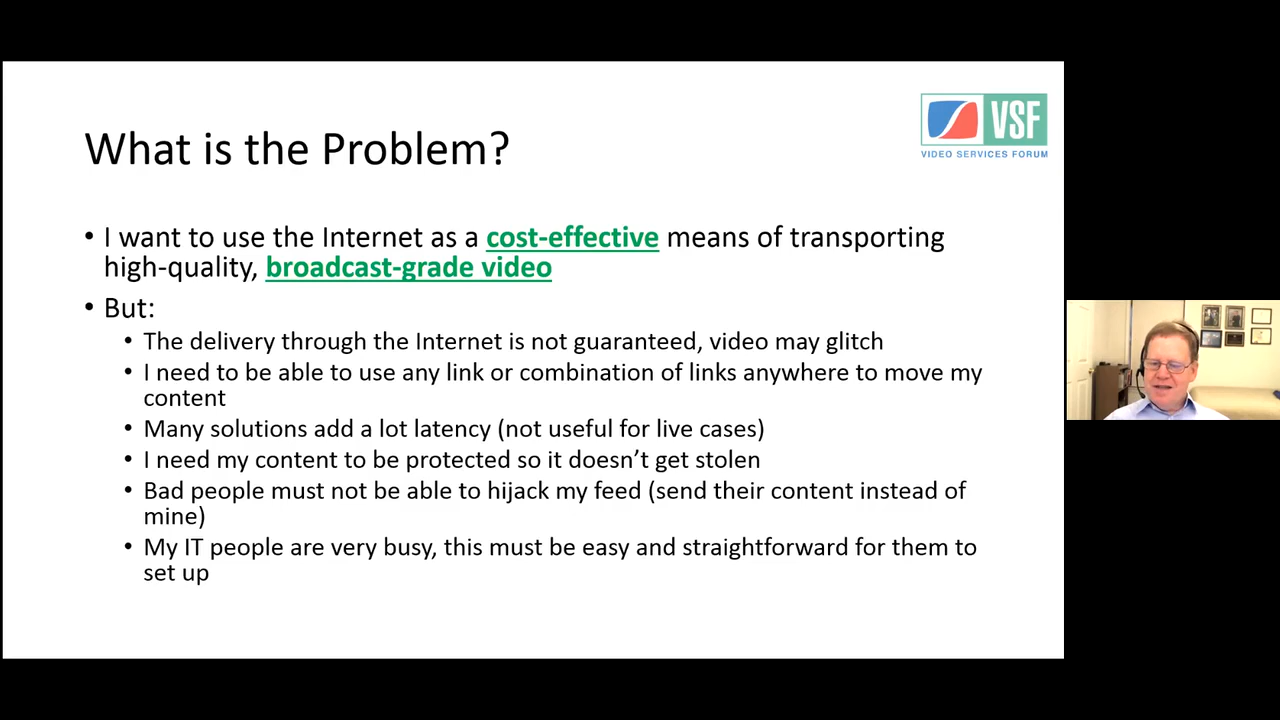 VSF
VIDEO SERVICES FORUM
What is the Problem?
• I want to use the Internet as a cost-effective means of transporting
high-quality, broadcast-grade video
• But:
• The delivery through the Internet is not guaranteed, video may glitch
• I need to be able to use any link or combination of links anywhere to move my
content
• Many solutions add a lot latency (not useful for live cases)
• I need my content to be protected so it doesn’t get stolen
• Bad people must not be able to hijack my feed (send their content instead of
mine)
• My IT people are very busy, this must be easy and straightforward for them to
set up